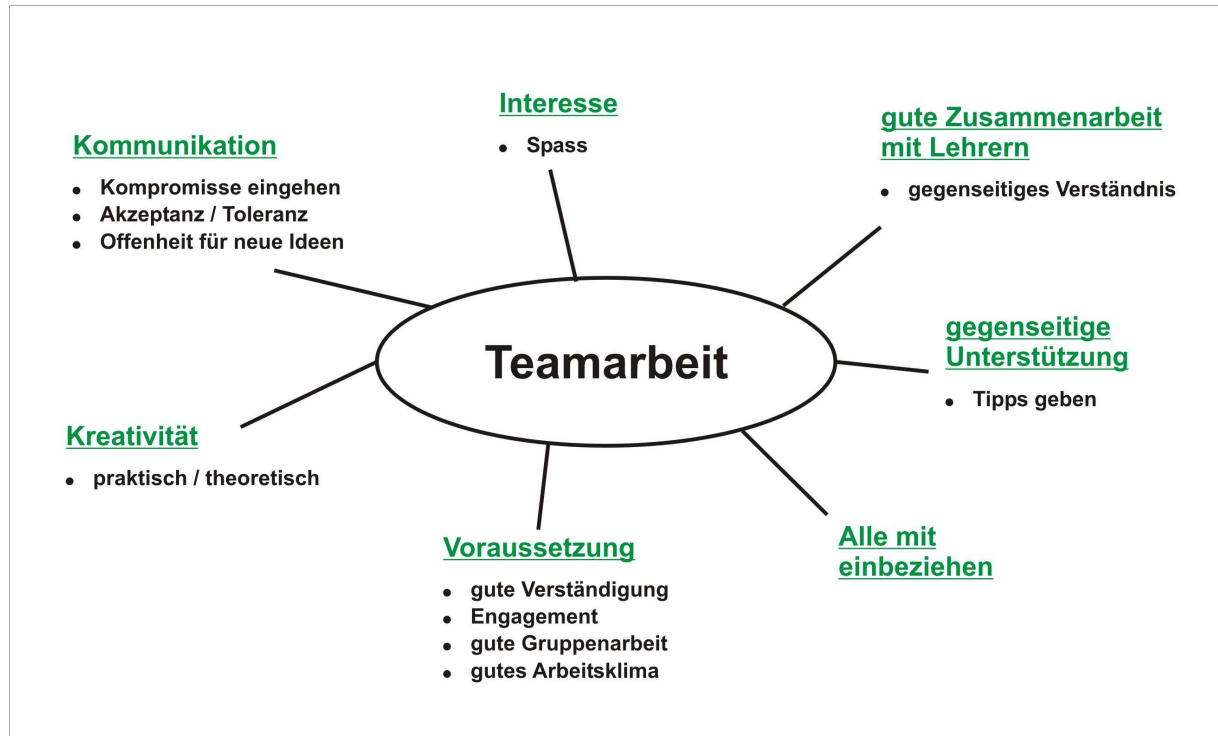 Interesse
• Spass
Kommunikation
• Kompromisse eingehen
• Akzeptanz / Toleranz
• Offenheit für neue Ideen
gute Zusammenarbeit
mit Lehrern
• gegenseitiges Verständnis
Teamarbeit
gegenseitige
Unterstützung
• Tipps geben
Kreativität
• praktisch / theoretisch
Voraussetzung
• gute Verständigung
• Engagement
• gute Gruppenarbeit
• gutes Arbeitsklima
Alle mit
einbeziehen